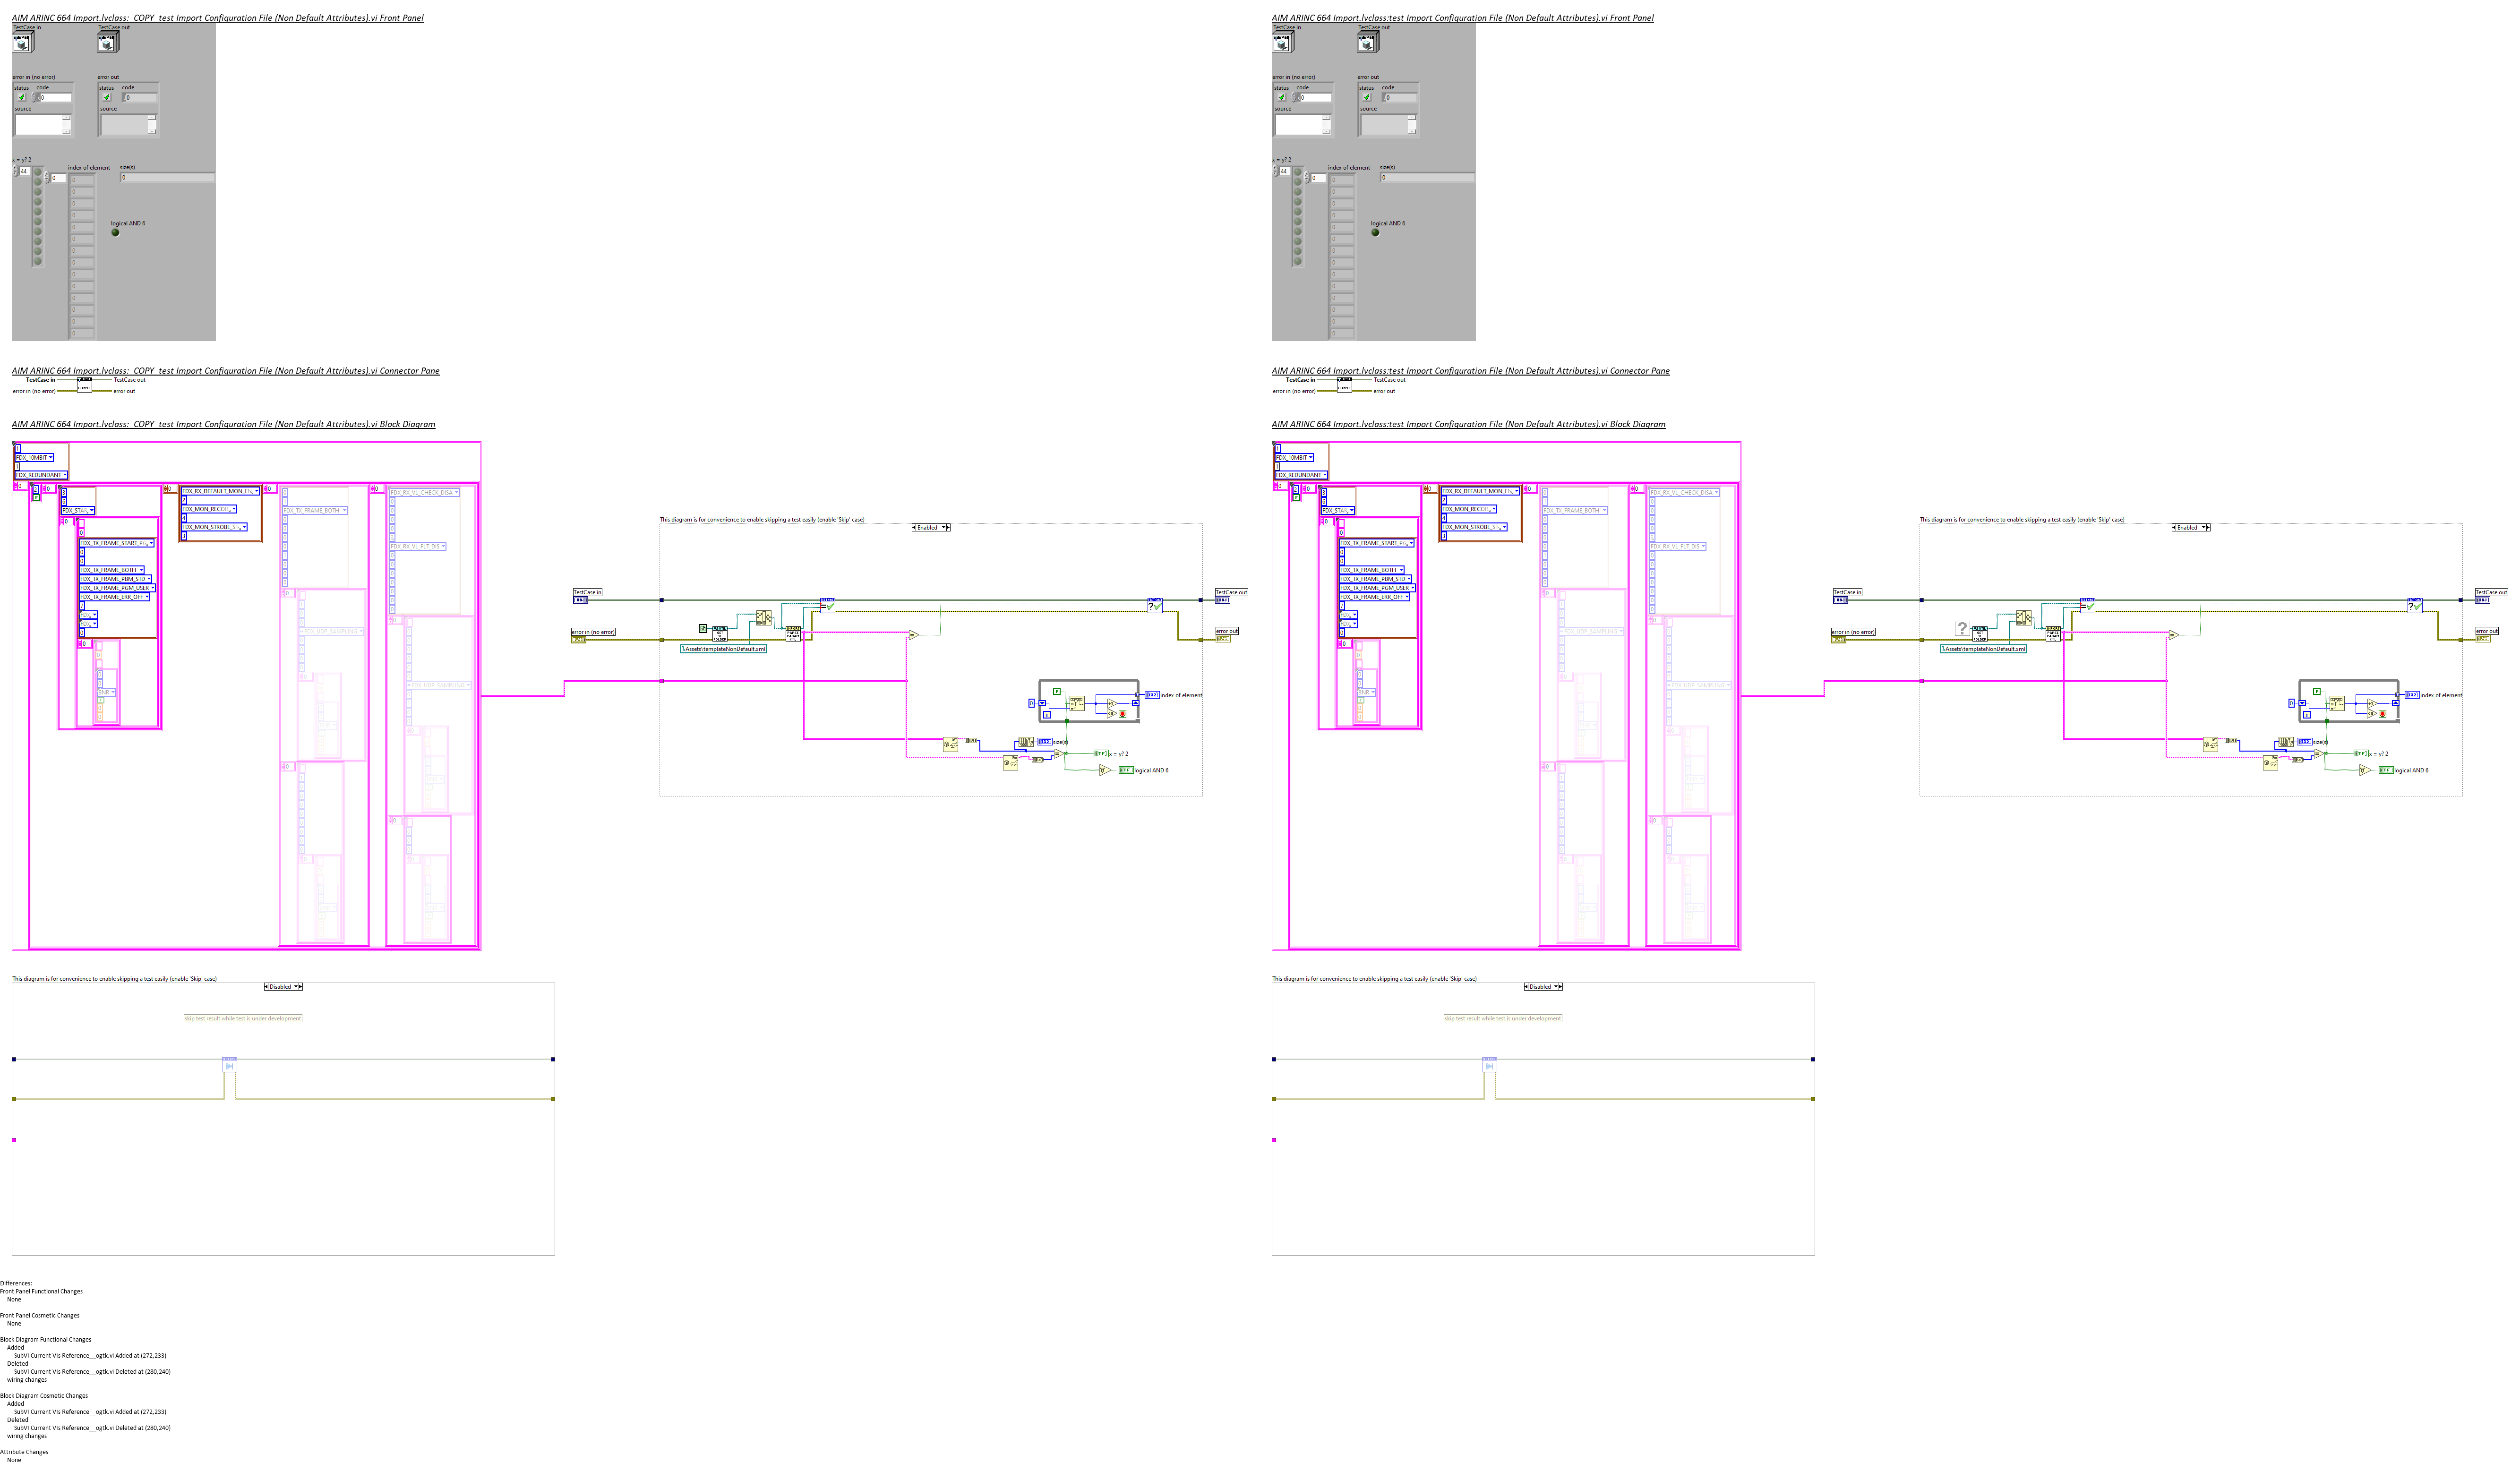 AIM ARINC 664 Import.lvclass:_COPY_test Import Configuration File (Non Default Attributes).vi Front Panel
TestCase in
TestCase out
error in (no error)
error out
status
code
status
code
0
0
source
source
x = y? 2
index of element
size(s)
44
0
0
logical AND 6
AIM ARINC 664 Import.lvclass:_COPY_test Import Configuration File (Non Default Attributes).vi Connector Pane
TestCase in
TestCase out
error in (no error)
error out
AIM ARINC 664 Import.lvclass:_COPY_test Import Configuration File (Non Default Attributes).vi Block Diagram
1
FDX_10MBIT
1
FDX_REDUNDANT
FDX_RX_DEFAULT_MON
2
FDX_MON_RECOR
FDX_MON_STROBE
FDX_STA
FDX_TX_FRAME_START
FDX_TX_FRAME_BOTH
FDX_TX_FRAME_PBM_STD
FDX_TX_FRAME_PGM_USER
FDX_TX_FRAME_ERR_OFF
FDX_TX_FRAME_BOTH
FDX_UDP_SAMPLING
FDX_RX_VL_CHECK_DISA
FDX_RX_VL_FLT_DIS
FDX_UDP_SAMPLING
This diagram is for convenience to enable skipping a test easily (enable 'Skip' case)
Enabled
TestCase in
TestCase out
error in (no error)
error out
\Assets\templateNonDefault.xml
index of element
size(s)
x = y? 2
logical AND 6
This diagram is for convenience to enable skipping a test easily (enable 'Skip' case)
Disabled
skip test result while test is under development
AIM ARINC 664 Import.lvclass:test Import Configuration File (Non Default Attributes).vi Front Panel
TestCase in
TestCase out
error in (no error)
error out
status
code
status
code
0
0
source
source
x = y? 2
index of element
size(s)
44
0
0
logical AND 6
AIM ARINC 664 Import.lvclass:test Import Configuration File (Non Default Attributes).vi Connector Pane
TestCase in
TestCase out
error in (no error)
error out
AIM ARINC 664 Import.lvclass:test Import Configuration File (Non Default Attributes).vi Block Diagram
1
FDX_10MBIT
1
FDX_REDUNDANT
FDX_RX_DEFAULT_MON
2
FDX_MON_RECOR
FDX_MON_STROBE
FDX_STA
FDX_TX_FRAME_START
FDX_TX_FRAME_BOTH
FDX_TX_FRAME_PBM_STD
FDX_TX_FRAME_PGM_USER
FDX_TX_FRAME_ERR_OFF
FDX_TX_FRAME_BOTH
FDX_UDP_SAMPLING
FDX_RX_VL_CHECK_DISA
FDX_RX_VL_FLT_DIS
FDX_UDP_SAMPLING
This diagram is for convenience to enable skipping a test easily (enable 'Skip' case)
Enabled
TestCase in
TestCase out
error in (no error)
error out
\Assets\templateNonDefault.xml
index of element
size(s)
x = y? 2
logical AND 6
This diagram is for convenience to enable skipping a test easily (enable 'Skip' case)
Disabled
skip test result while test is under development
Differences:
Front Panel Functional Changes
None
Front Panel Cosmetic Changes
None
Block Diagram Functional Changes
Added
SubVI Current VIs Reference__ogtk.vi Added at (272,233)
Deleted
SubVI Current VIs Reference__ogtk.vi Deleted at (280,240)
wiring changes
Block Diagram Cosmetic Changes
Added
SubVI Current VIs Reference__ogtk.vi Added at (272,233)
Deleted
SubVI Current VIs Reference__ogtk.vi Deleted at (280,240)
wiring changes
Attribute Changes
None